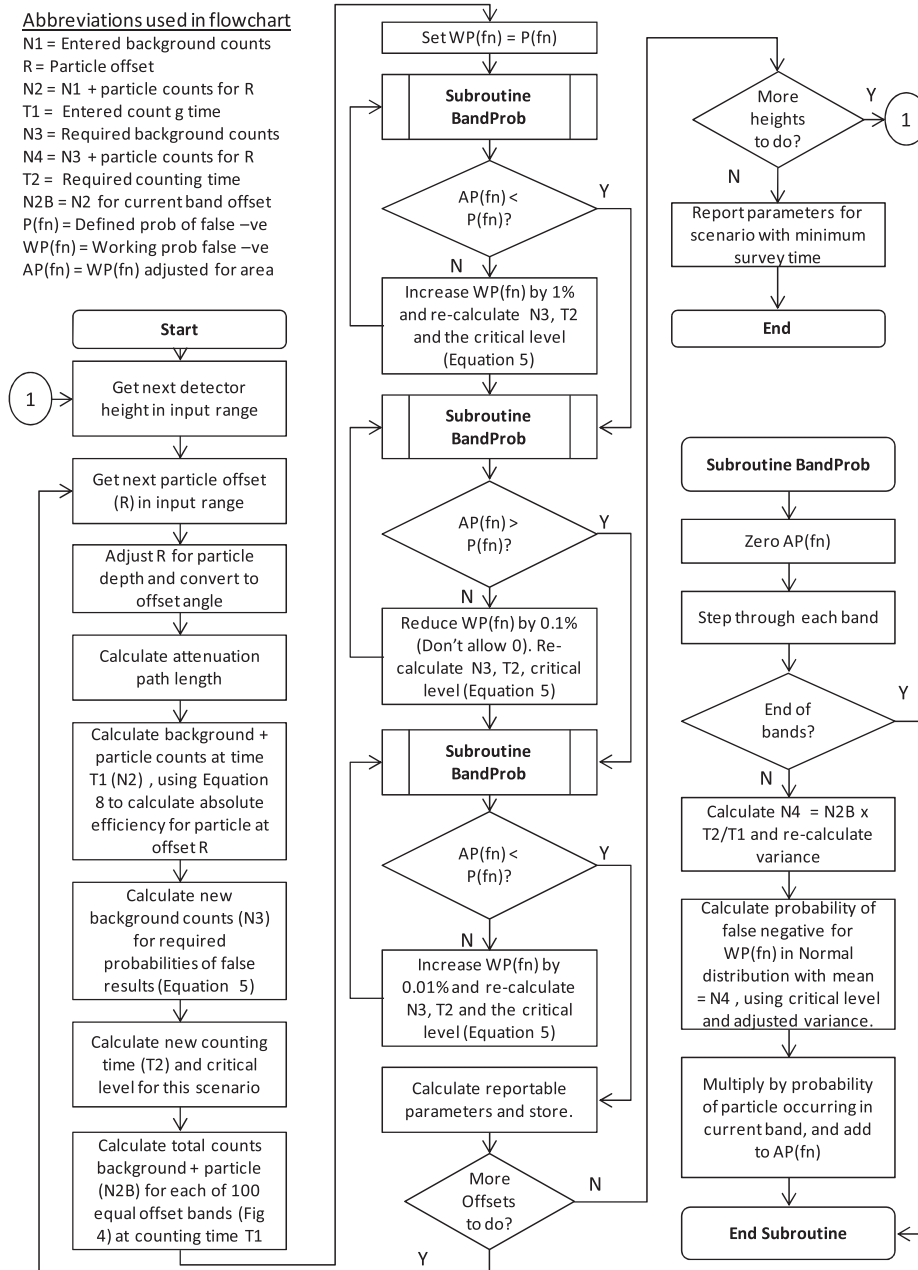 Abbreviations used in flowchart
N1 = Entered background counts
R = Particle offset
N2 = N1 + particle counts for R
T1 = Entered count g time
N3 = Required background counts
N4 = N3 + particle counts for R
T2 = Required counting time
N2B = N2 for current band offset
P(fn) = Defined prob of false –ve
WP(fn) = Working prob false –ve
AP(fn) = WP(fn) adjusted for area
Start
1
Get next detector
height in input range
Get next particle offset
(R) in input range
Adjust R for particle
depth and convert to
offset angle
Calculate attenuation
path length
Calculate background +
particle counts at time
T1 (N2) , using Equation
8 to calculate absolute
efficiency for particle at
offset R
Calculate new
background counts (N3)
for required
probabilities of false
results (Equation 5)
Calculate new counting
time (T2) and critical
level for this scenario
Calculate total counts
background + particle
(N2B) for each of 100
equal offset bands (Fig
4) at counting time T1
Set WP(fn) = P(fn)
Subroutine
BandProb
AP(fn) <
P(fn)?
Y
N
Increase WP(fn) by 1%
and re-calculate N3, T2
and the critical level
(Equation 5)
Subroutine
BandProb
AP(fn) >
P(fn)?
Y
N
Reduce WP(fn) by 0.1%
(Don’t allow 0). Re-
calculate N3, T2, critical
level (Equation 5)
Subroutine
BandProb
AP(fn) <
P(fn)?
Y
N
Increase WP(fn) by
0.01% and re-calculate
N3, T2 and the critical
level (Equation 5)
Calculate reportable
parameters and store.
More
Offsets
to do?
N
Y
More
heights
to do?
Y
1
N
Report parameters for
scenario with minimum
survey time
End
Subroutine BandProb
Zero AP(fn)
Step through each band
End of
bands?
Y
N
Calculate N4 = N2B x
T2/T1 and re-calculate
variance
Calculate probability of
false negative for
WP(fn) in Normal
distribution with mean
= N4 , using critical level
and adjusted variance.
Multiply by probability
of particle occurring in
current band, and add
to AP(fn)
End Subroutine